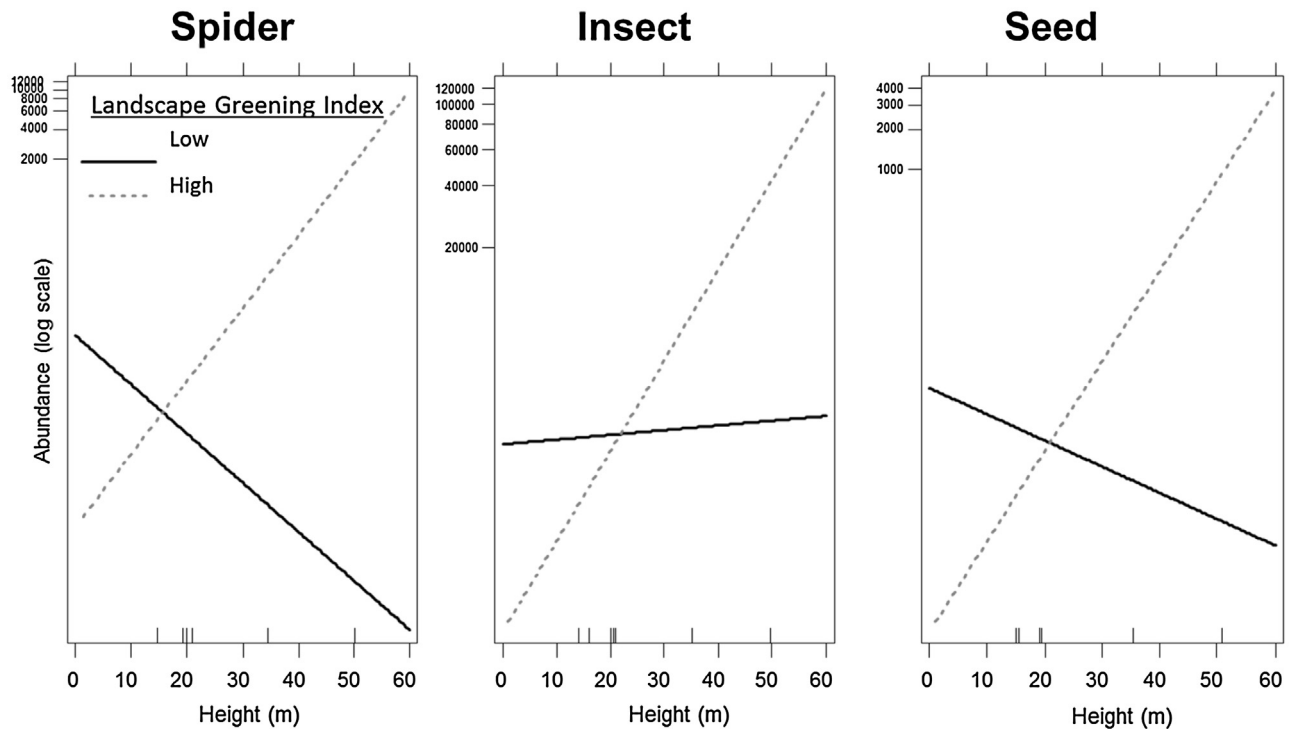 Spider
Insect
Seed
Landscape Greening Index
Low
High
Abundance (log scale)
12000
10000
8000
6000
4000
2000
0 10 20 30 40 50 60
Height (m)
120000
100000
80000
60000
40000
20000
0 10 20 30 40 50 60
Height (m)
4000
3000
2000
1000
0 10 20 30 40 50 60
Height (m)